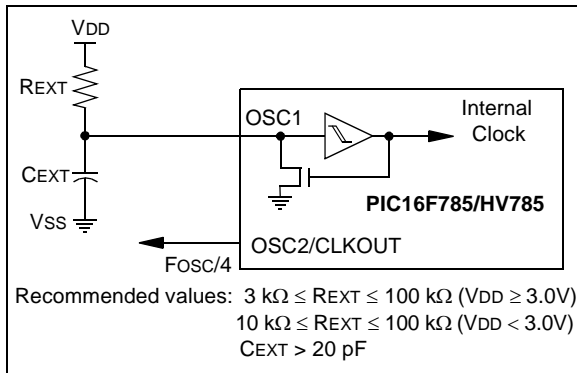 VDD
REXT
OSC1
Internal
Clock
CEXT
PIC16F785/HV785
VSS
OSC2/CLKOUT
FOSC/4
Recommended values: 3 kΩ ≤ REXT ≤ 100 kΩ (VDD ≥ 3.0V)
10 kΩ ≤ REXT ≤ 100 kΩ (VDD < 3.0V)
CEXT > 20 pF